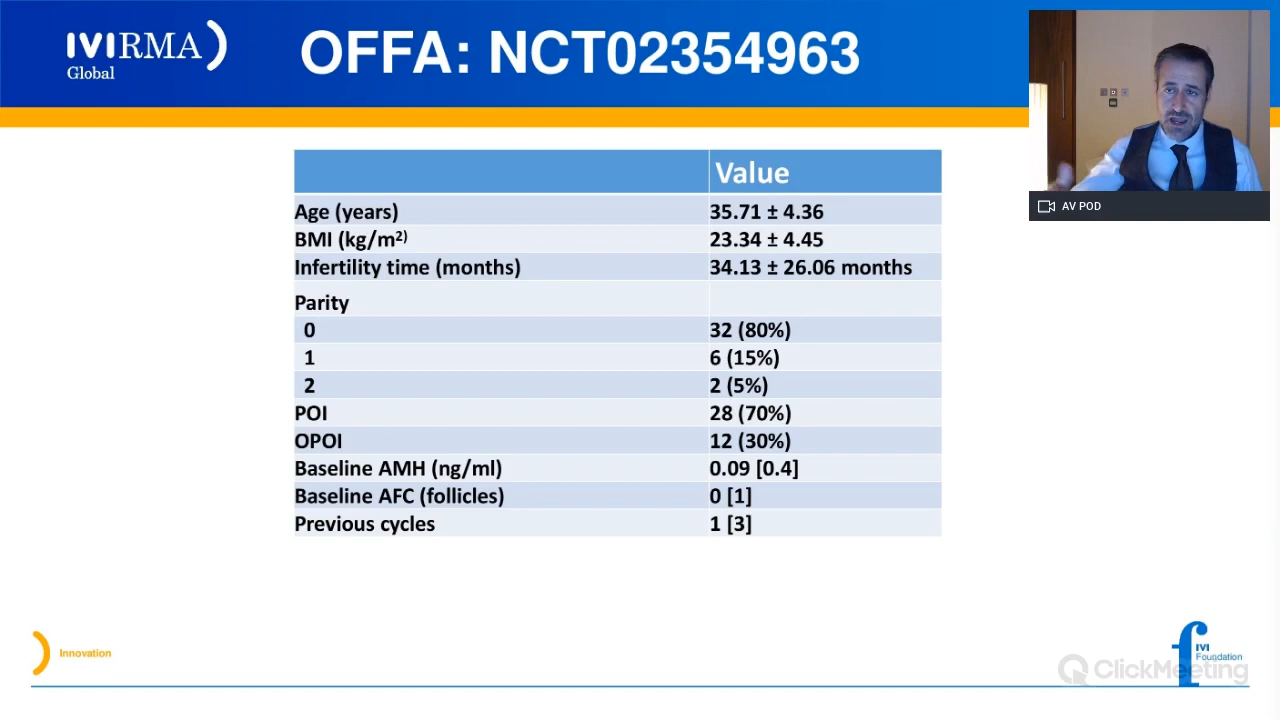 IVIRMA
Global
OFFA: NCT02354963
AV POD
Value
Age (years) 35.71 ± 4.36
BMI (kg/m²⁾ 23.34 ± 4.45
Infertility time (months) 34.13 ± 26.06 months
Parity
0 32 (80%)
1 6 (15%)
2 2 (5%)
POI 28 (70%)
OPOI 12 (30%)
Baseline AMH (ng/ml) 0.09 [0.4]
Baseline AFC (follicles) 0 [1]
Previous cycles 1 [3]
Innovation
IVI
Foundation
ClickMeeting